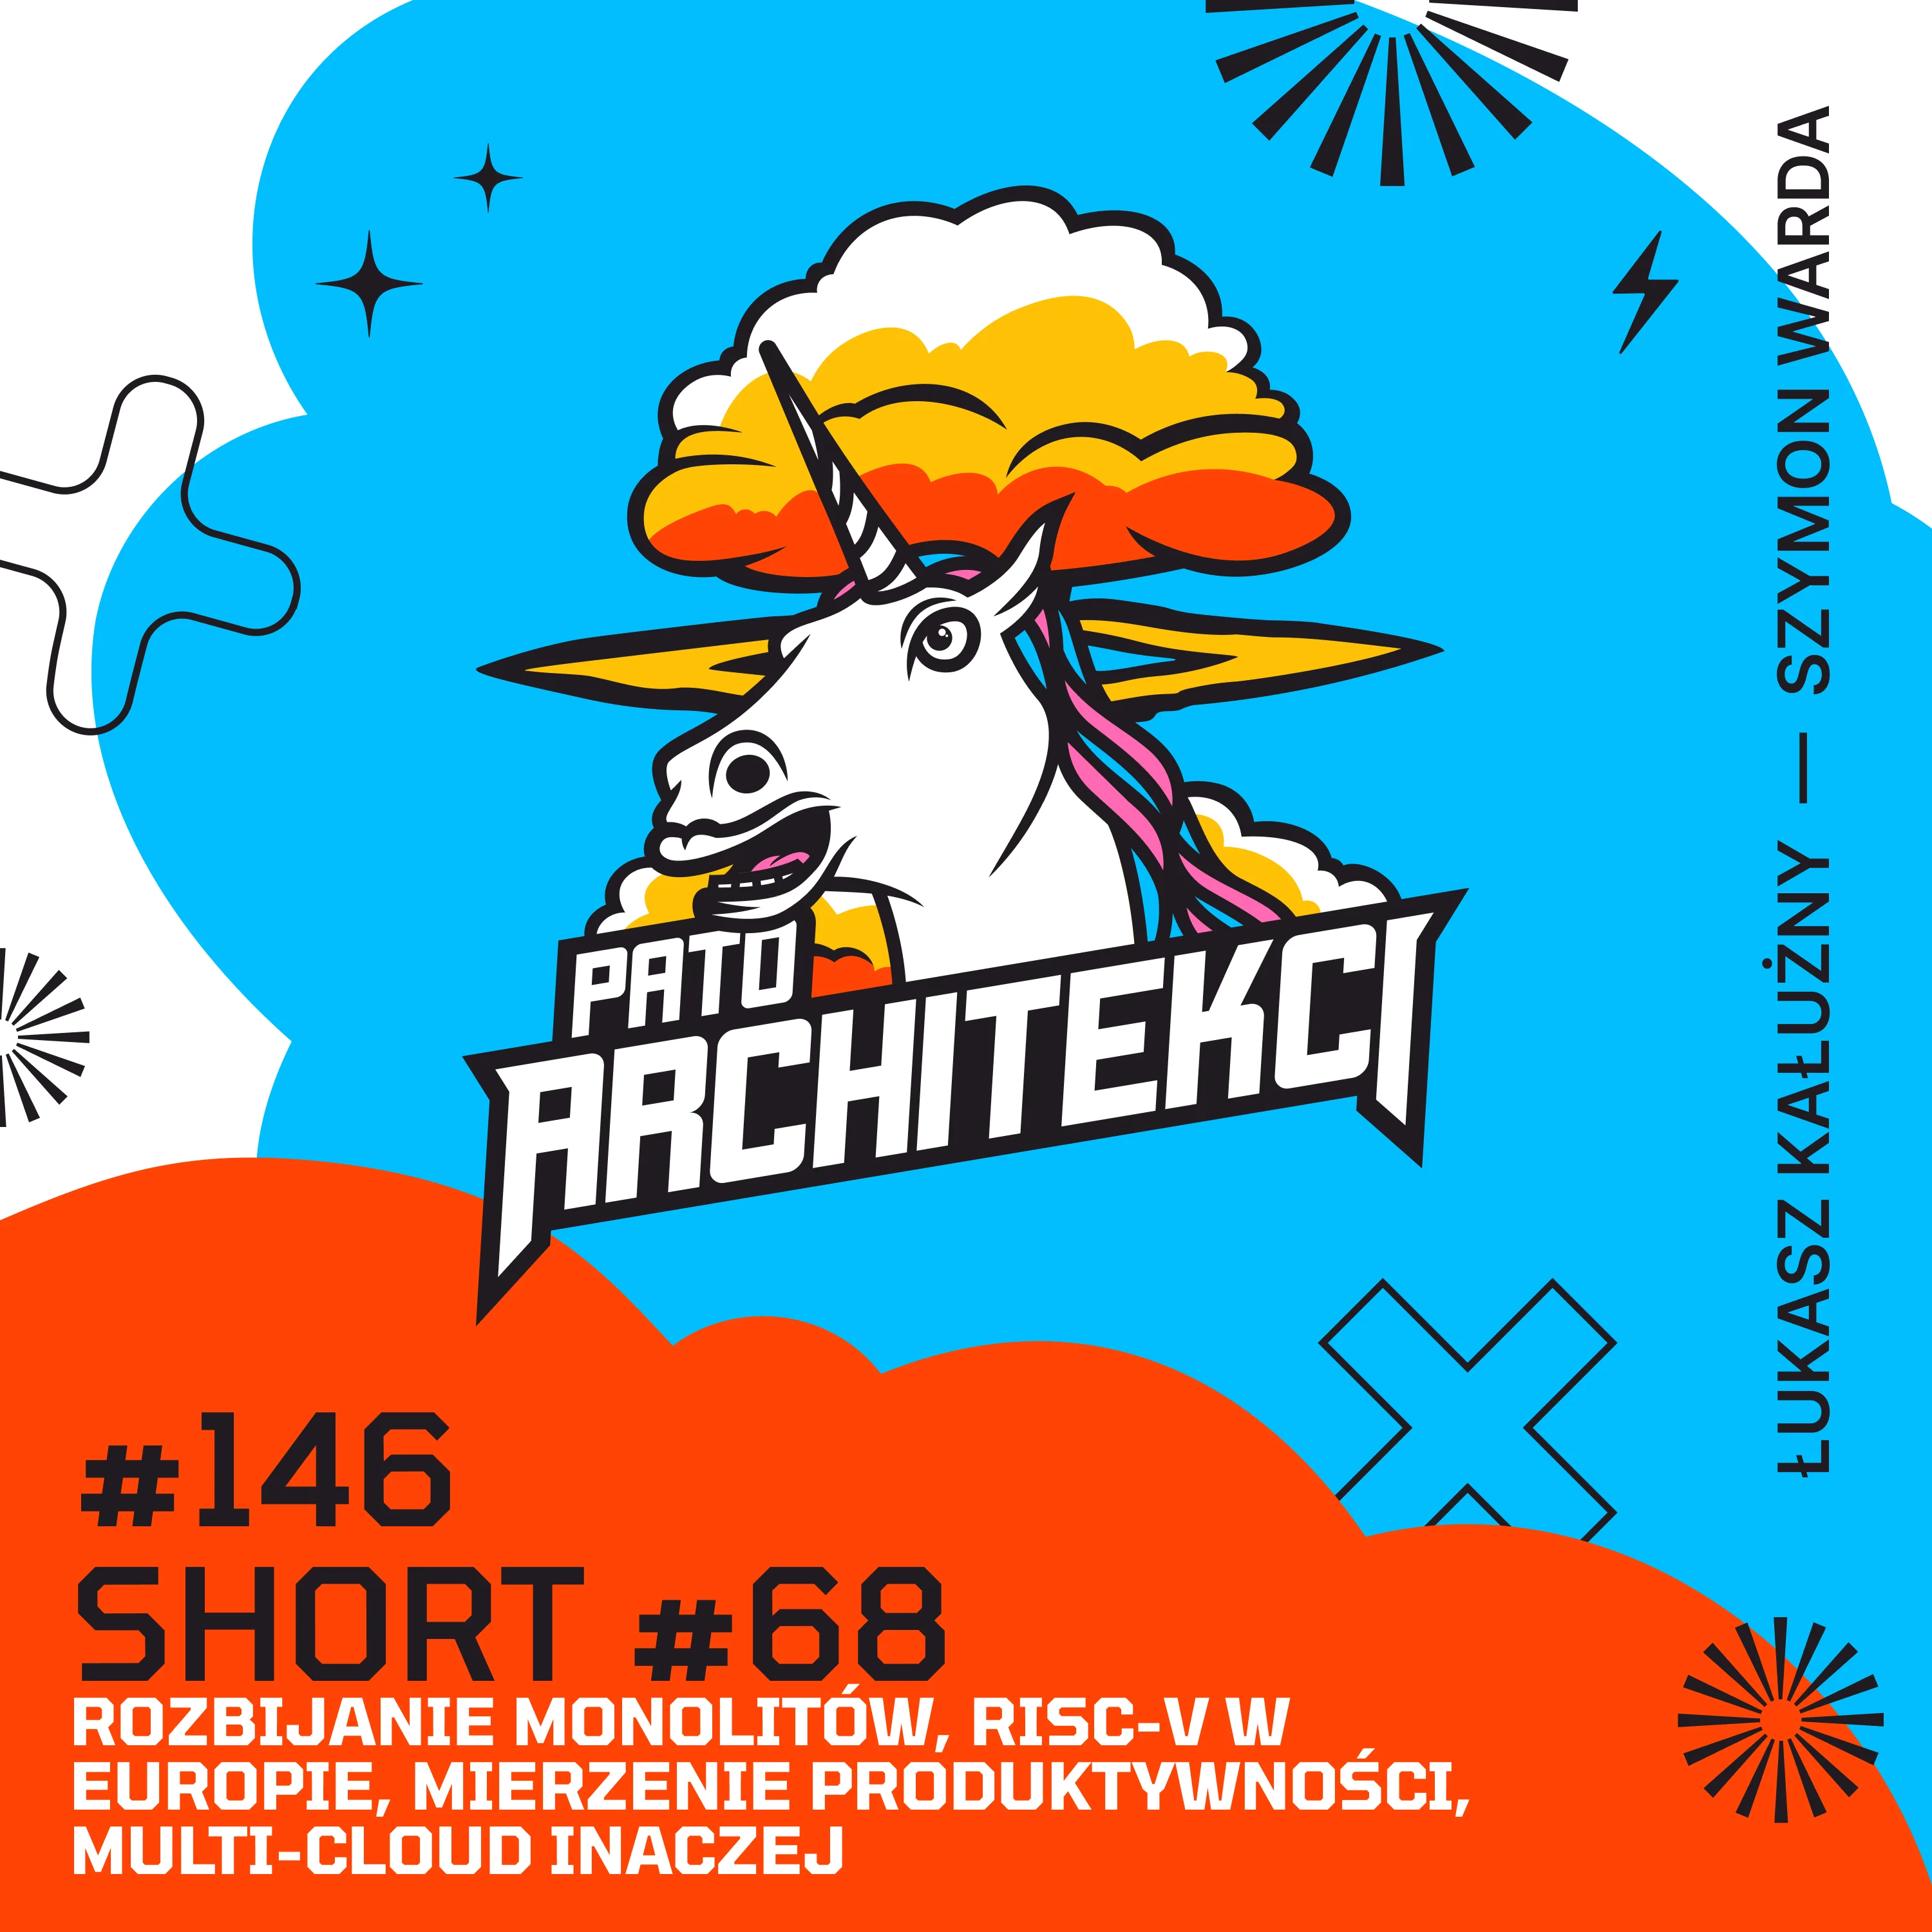 PATO
ARCHITEKCI
#146
SHORT #68
ROZBIJANIE MONOLITÓW, RISC-V W
EUROPIE, MIERZENIE PRODUKTYWNOŚCI,
MULTI-CLOUD INACZEJ
ŁUKASZ KAŁUŻNY — SZYMON WARDA